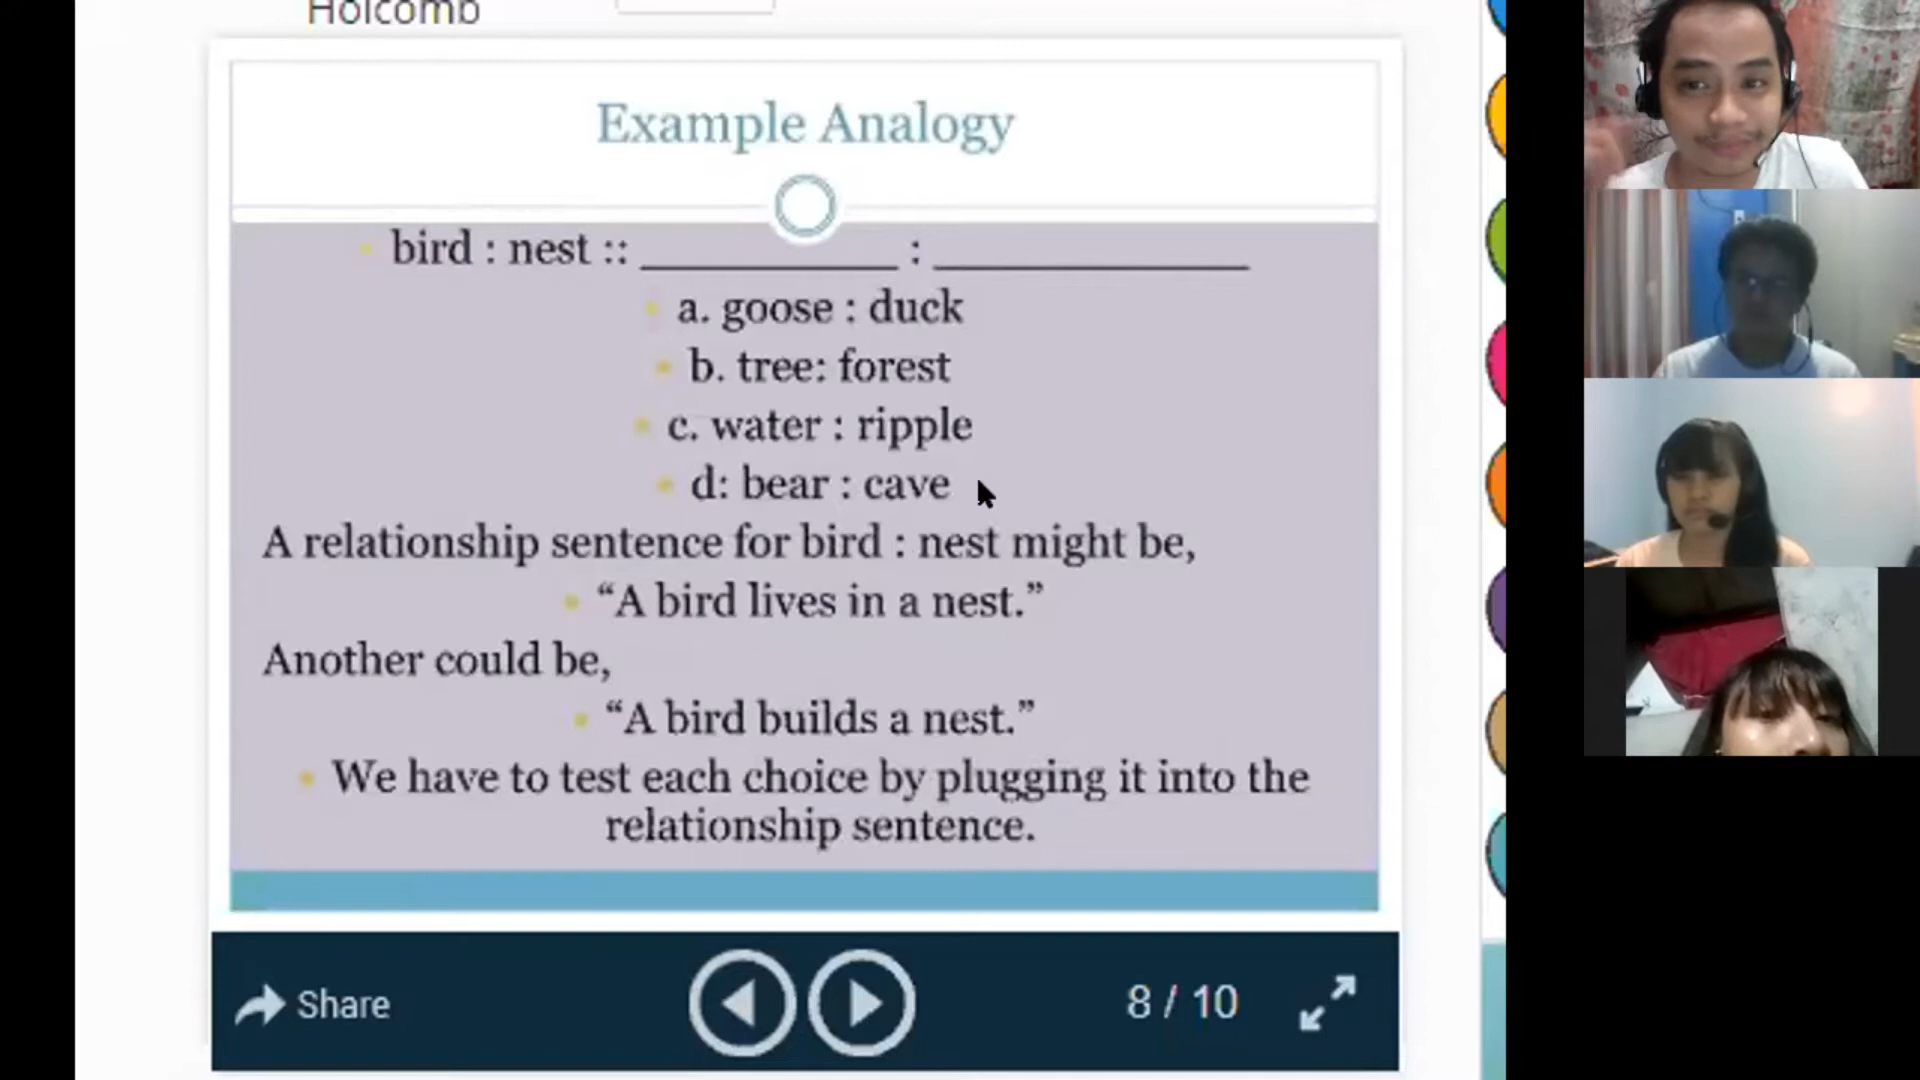 Holcomb
Example Analogy
bird : nest :: ____________ : _______________
a. goose : duck
b. tree: forest
c. water : ripple
d: bear : cave
A relationship sentence for bird : nest might be,
“A bird lives in a nest.”
Another could be,
“A bird builds a nest.”
We have to test each choice by plugging it into the
relationship sentence.
Share
8 / 10